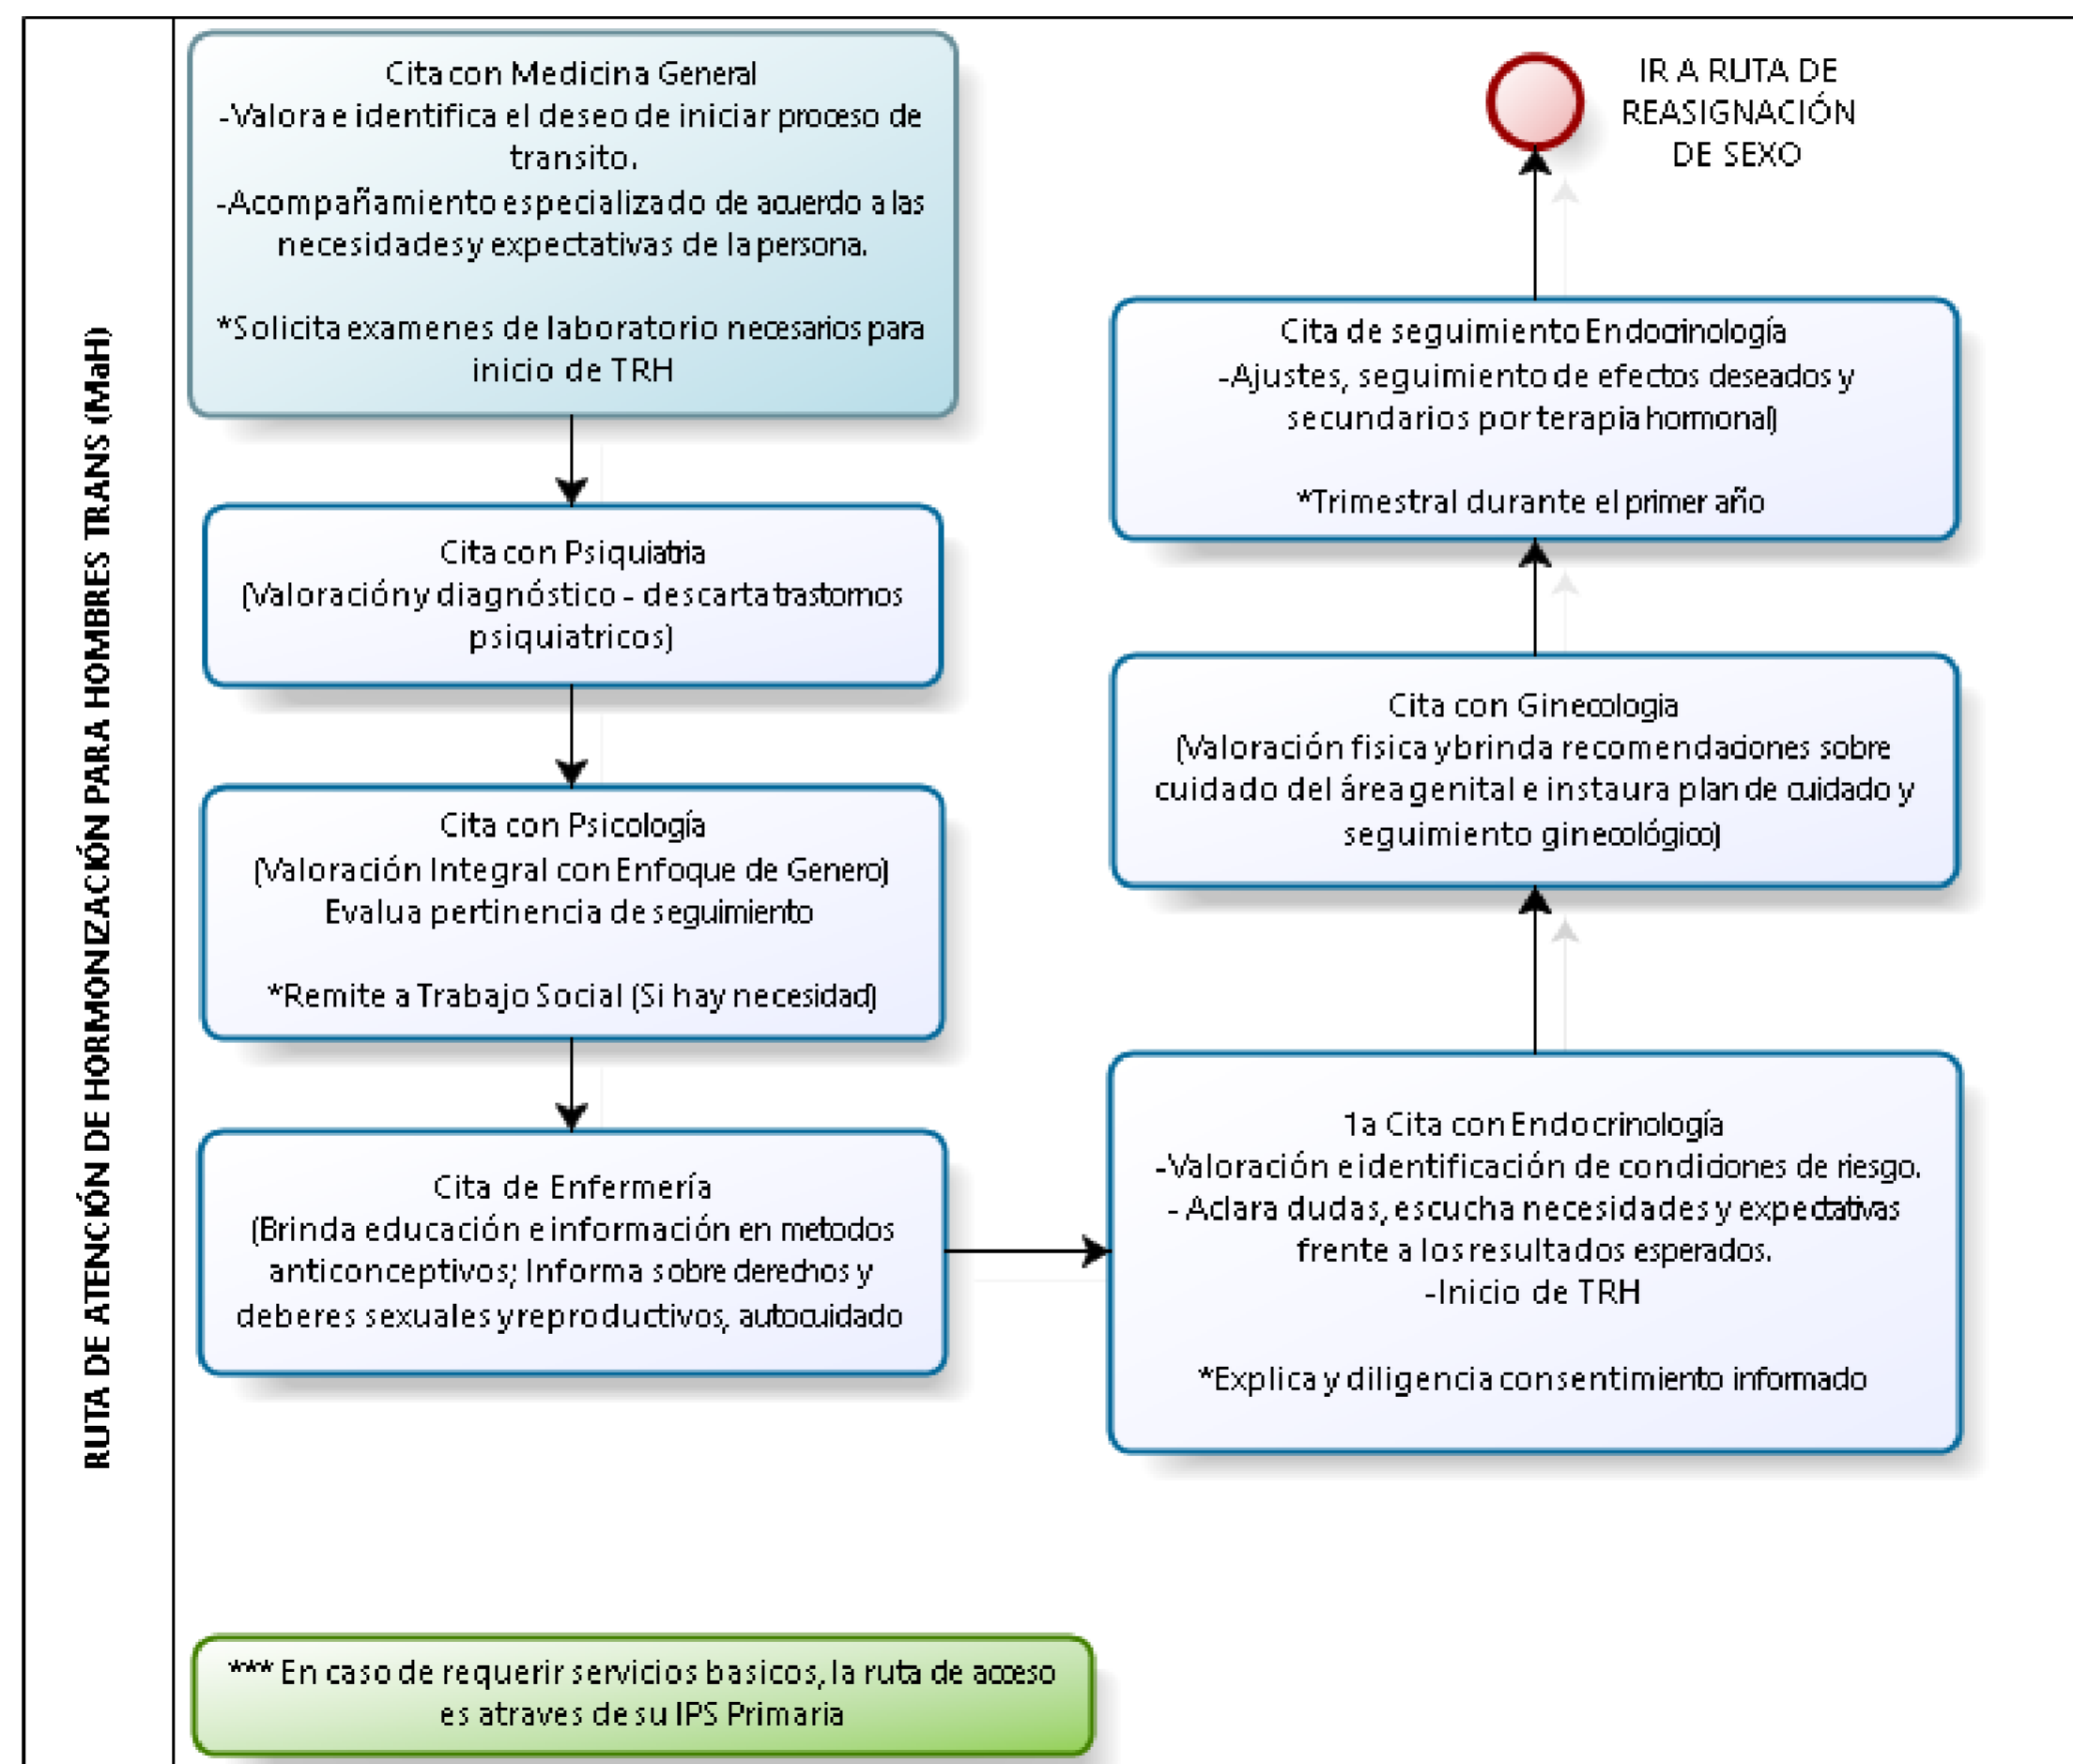 RUTA DE ATENCIÓN DE HORMONIZACIÓN PARA HOMBRES TRANS (MaH)
Cita con Medicina General
-Valora e identifica el deseo de iniciar proceso de
transito.
-Acompañamiento especializado de acuerdo a las
necesidades y expectativas de la persona.
*Solicita examenes de laboratorio necesarios para
inicio de TRH
Cita con Psiquiatria
(Valoración y diagnóstico - descarta trastornos
psiquiatricos)
Cita con Psicología
(Valoración Integral con Enfoque de Genero)
Evalua pertinencia de seguimiento
*Remite a Trabajo Social (Si hay necesidad)
Cita de Enfermería
(Brinda educación e información en metodos
anticonceptivos; Informa sobre derechos y
deberes sexuales y reproductivos, autocuidado
1a Cita con Endocrinología
-Valoración e identificación de condiciones de riesgo.
- Aclara dudas, escucha necesidades y expectativas
frente a los resultados esperados.
-Inicio de TRH
*Explica y diligencia consentimiento informado
Cita con Ginecologia
(Valoración fisica y brinda recomendaciones sobre
cuidado del área genital e instaura plan de cuidado y
seguimiento ginecológico)
Cita de seguimiento Endocrinología
-Ajustes, seguimiento de efectos deseados y
secundarios por terapia hormonal)
*Trimestral durante el primer año
IR A RUTA DE
REASIGNACIÓN
DE SEXO
*** En caso de requerir servicios basicos, la ruta de acceso
es atraves de su IPS Primaria